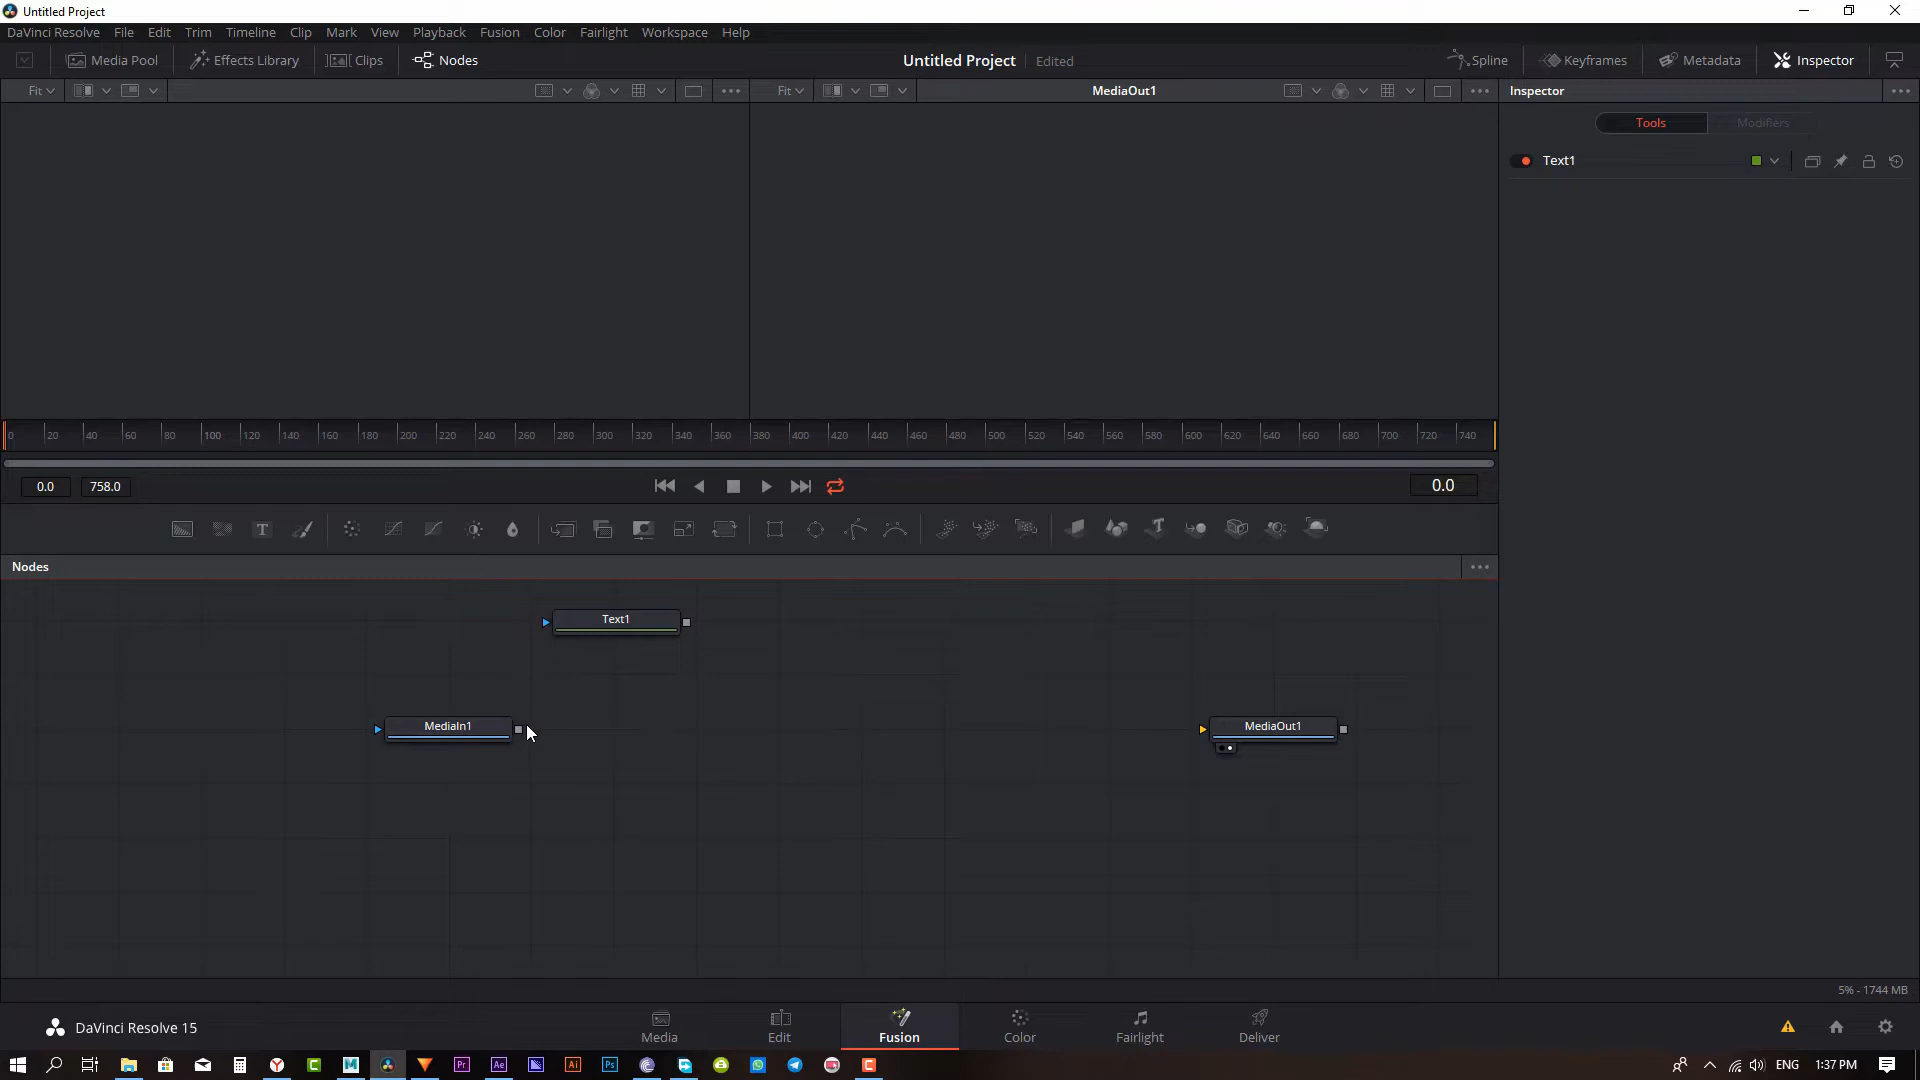 Untitled Project
DaVinci Resolve File Edit Trim Timeline Clip Mark View Playback Fusion Color Fairlight Workspace Help
Media Pool Effects Library Clips Nodes Untitled Project Edited Spline Keyframes Metadata Inspector
Fit Fit MediaOut1 Inspector
Tools Modifiers
Text1
0 20 40 60 80 100 120 140 160 180 200 220 240 260 280 300 320 340 360 380 400 420 440 460 480 500 520 540 560 580 600 620 640 660 680 700 720 740
0.0 758.0 0.0
Nodes
Text1
MediaIn1 MediaOut1
5% - 1744 MB
DaVinci Resolve 15 Media Edit Fusion Color Fairlight Deliver
ENG 1:37 PM